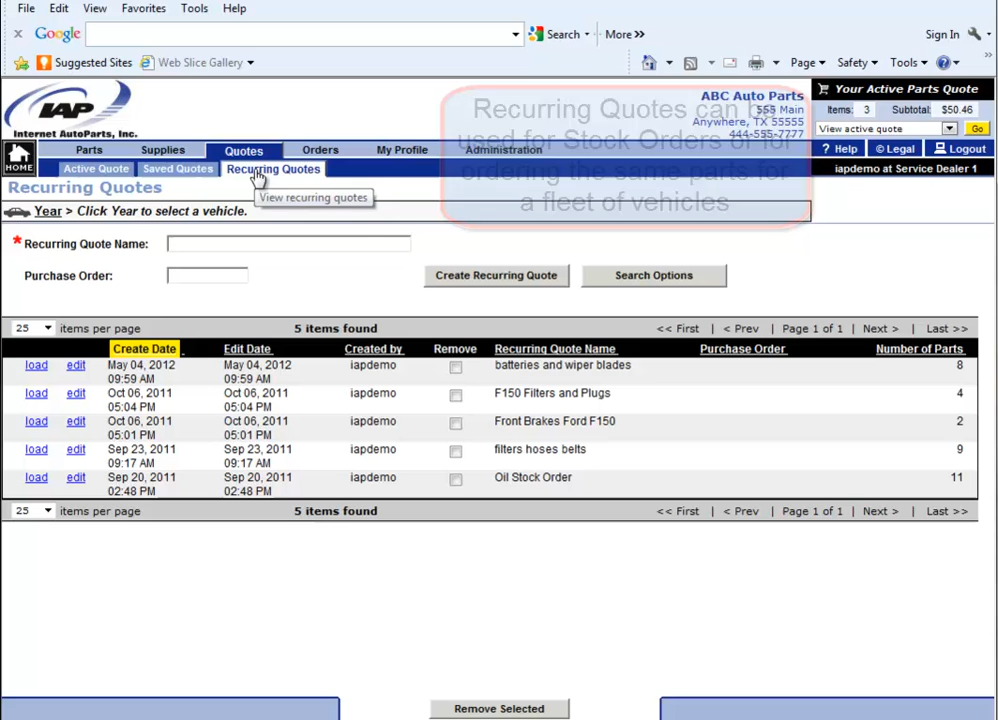 File Edit View Favorites Tools Help
x Google Search More >> Sign In
Suggested Sites Web Slice Gallery Page Safety Tools
IAP
Internet AutoParts, Inc.
Recurring Quotes can be
used for Stock Orders or for
ordering the same parts for
a fleet of vehicles
ABC Auto Parts
555 Main
Anywhere, TX 55555
444-555-7777
Your Active Parts Quote
Items: 3 Subtotal: $50.46
View active quote Go
HOME Parts Supplies Quotes Orders My Profile Administration ? Help © Legal Logout
Active Quote Saved Quotes Recurring Quotes iapdemo at Service Dealer 1
Recurring Quotes
View recurring quotes
Year > Click Year to select a vehicle.
* Recurring Quote Name:
Purchase Order: Create Recurring Quote Search Options
25 items per page 5 items found << First | < Prev | Page 1 of 1 | Next > | Last >>
Create Date Edit Date Created by Remove Recurring Quote Name Purchase Order Number of Parts
load edit May 04, 2012 May 04, 2012 iapdemo batteries and wiper blades 8
09:59 AM 09:59 AM
load edit Oct 06, 2011 Oct 06, 2011 iapdemo F150 Filters and Plugs 4
05:04 PM 05:04 PM
load edit Oct 06, 2011 Oct 06, 2011 iapdemo Front Brakes Ford F150 2
05:01 PM 05:01 PM
load edit Sep 23, 2011 Sep 23, 2011 iapdemo filters hoses belts 9
09:17 AM 09:17 AM
load edit Sep 20, 2011 Sep 20, 2011 iapdemo Oil Stock Order 11
02:48 PM 02:48 PM
25 items per page 5 items found << First | < Prev | Page 1 of 1 | Next > | Last >>
Remove Selected